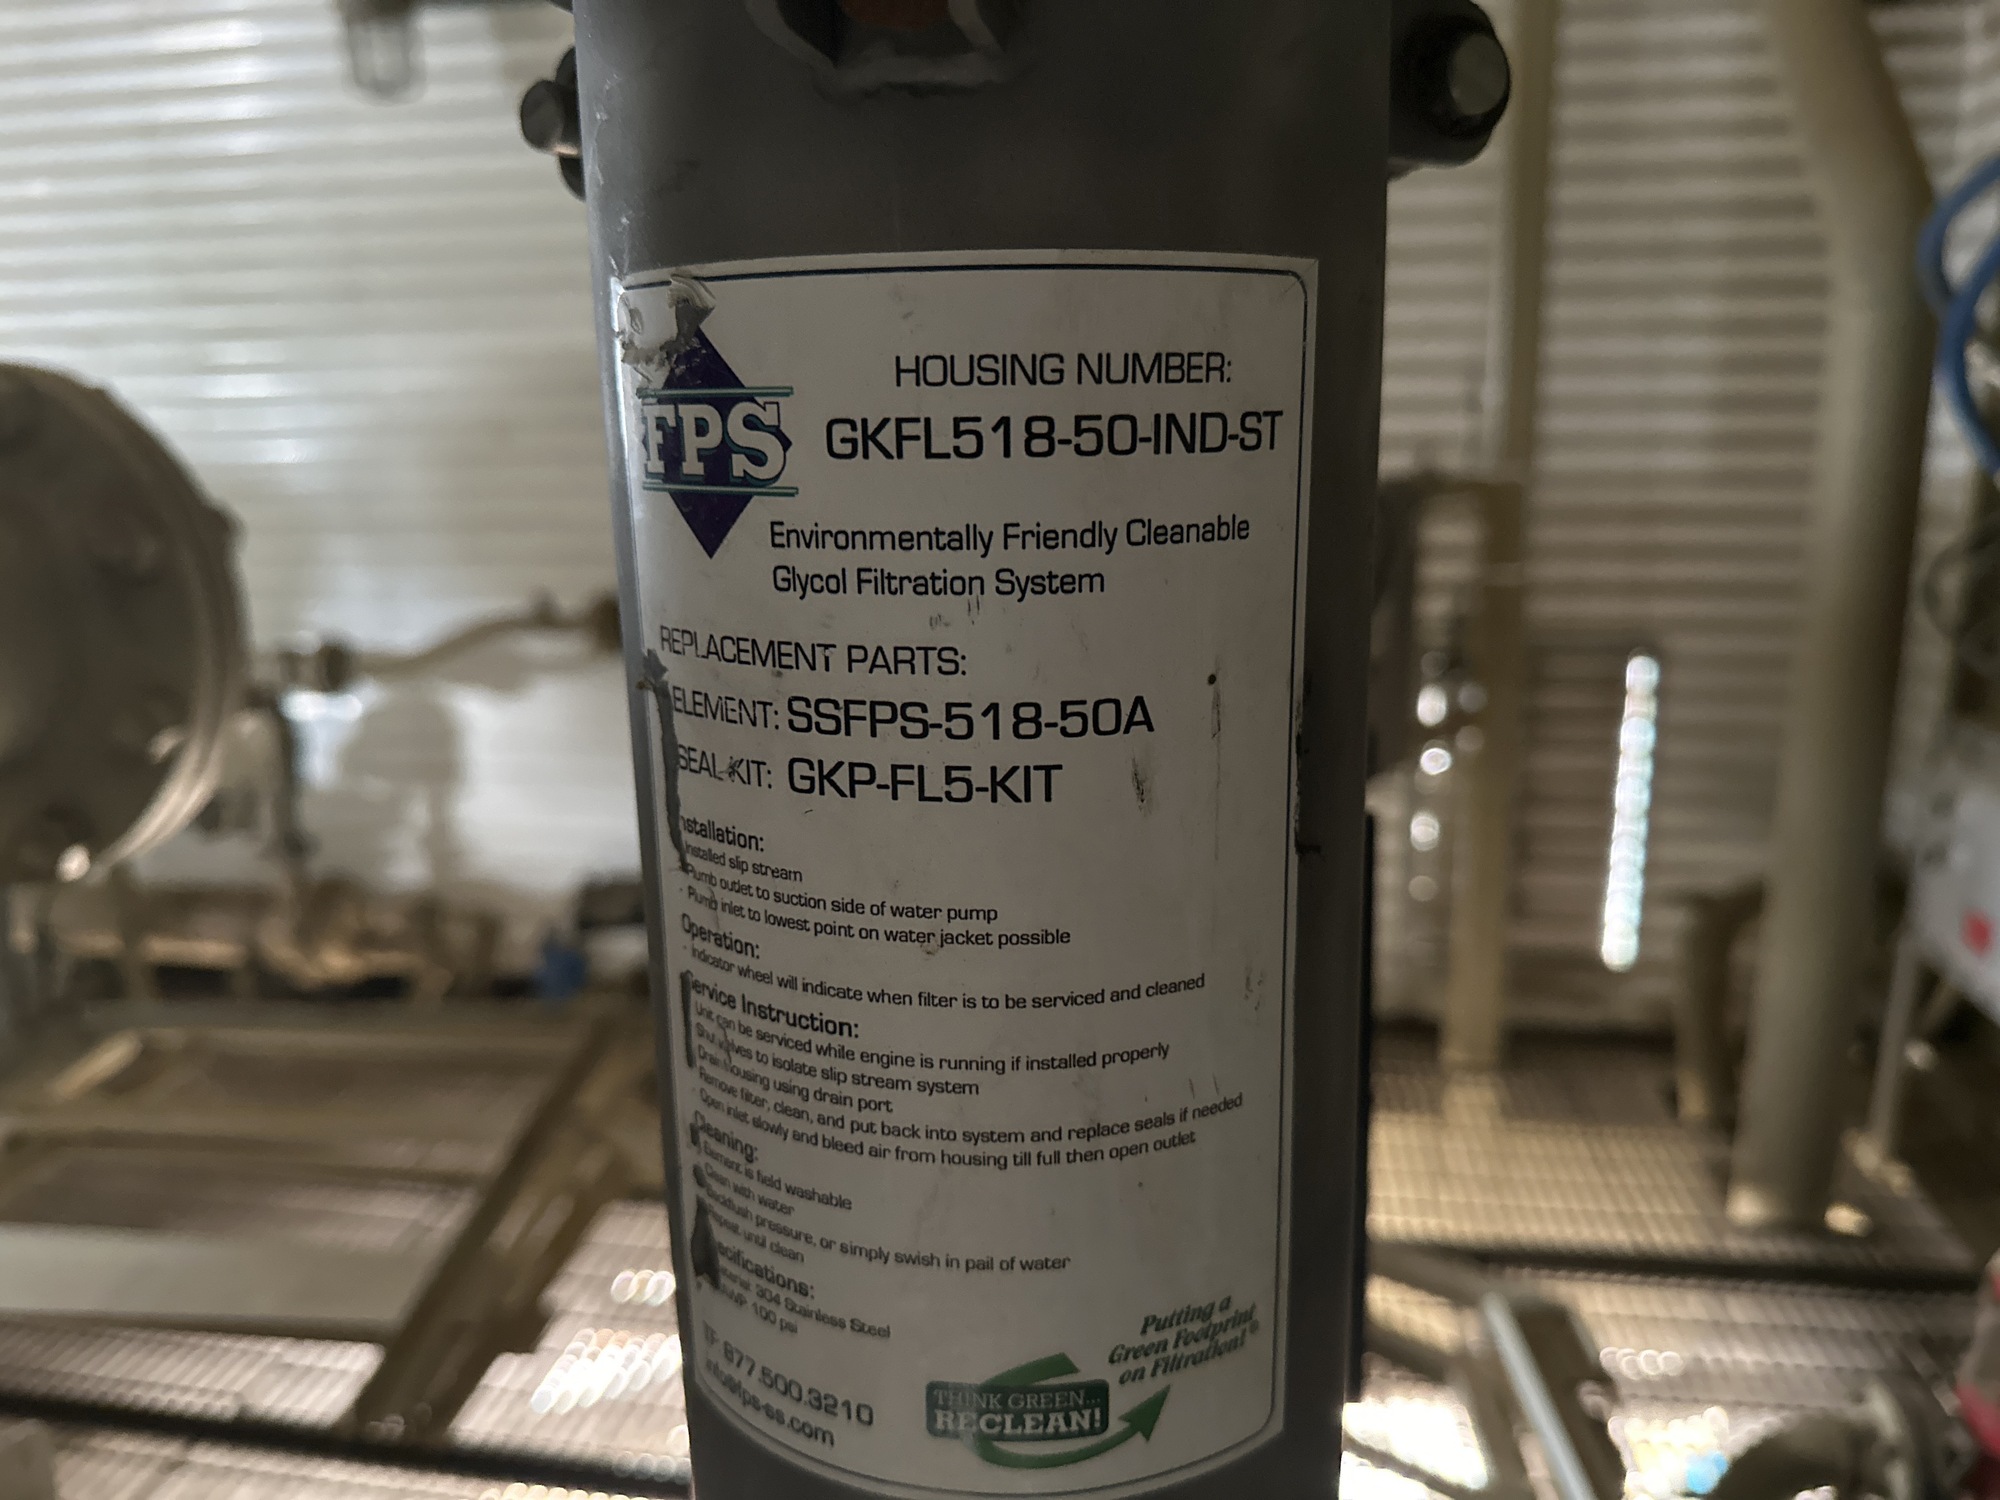 FPS
HOUSING NUMBER:
GKFL518-50-IND-ST
Environmentally Friendly Cleanable
Glycol Filtration System
REPLACEMENT PARTS:
ELEMENT: SSFPS-518-50A
SEAL KIT: GKP-FL5-KIT
nstallation:
Installed slip stream
- Plumb outlet to suction side of water pump
- Plumb inlet to lowest point on water jacket possible
Operation:
- Indicator wheel will indicate when filter is to be serviced and cleaned
Service Instruction:
Unit can be serviced while engine is running if installed properly
Shut valves to isolate slip stream system
Drain housing using drain port
Remove filter, clean, and put back into system and replace seals if needed
- Open inlet slowly and bleed air from housing till full then open outlet
Cleaning:
Element is field washable
Clean with water
Backflush pressure, or simply swish in pail of water
Repeat until clean
ecifications:
304 Stainless Steel
100 psi
TF 877.500.3210
info@fps-ss.com
Putting a
Green Footprint
on Filtration!®
THINK GREEN...
RECLEAN!